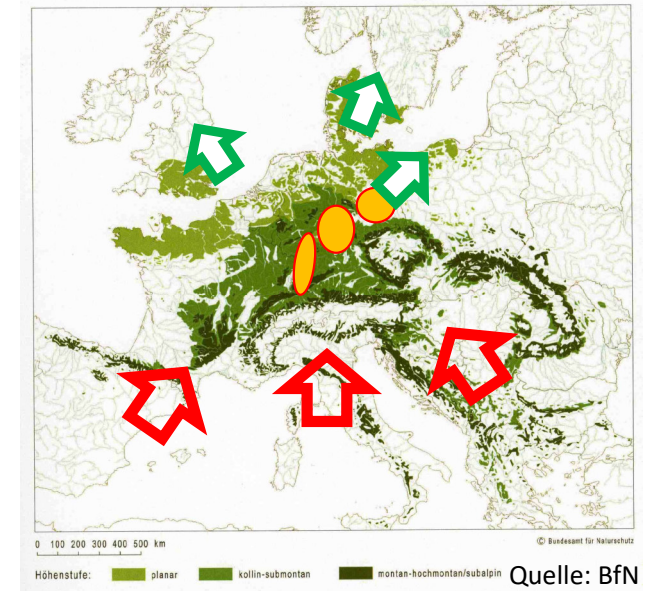 0 100 200 300 400 500 km
© Bundesamt für Naturschutz
Höhenstufe: planar kollin-submontan montan-hochmontan/subalpin Quelle: BfN